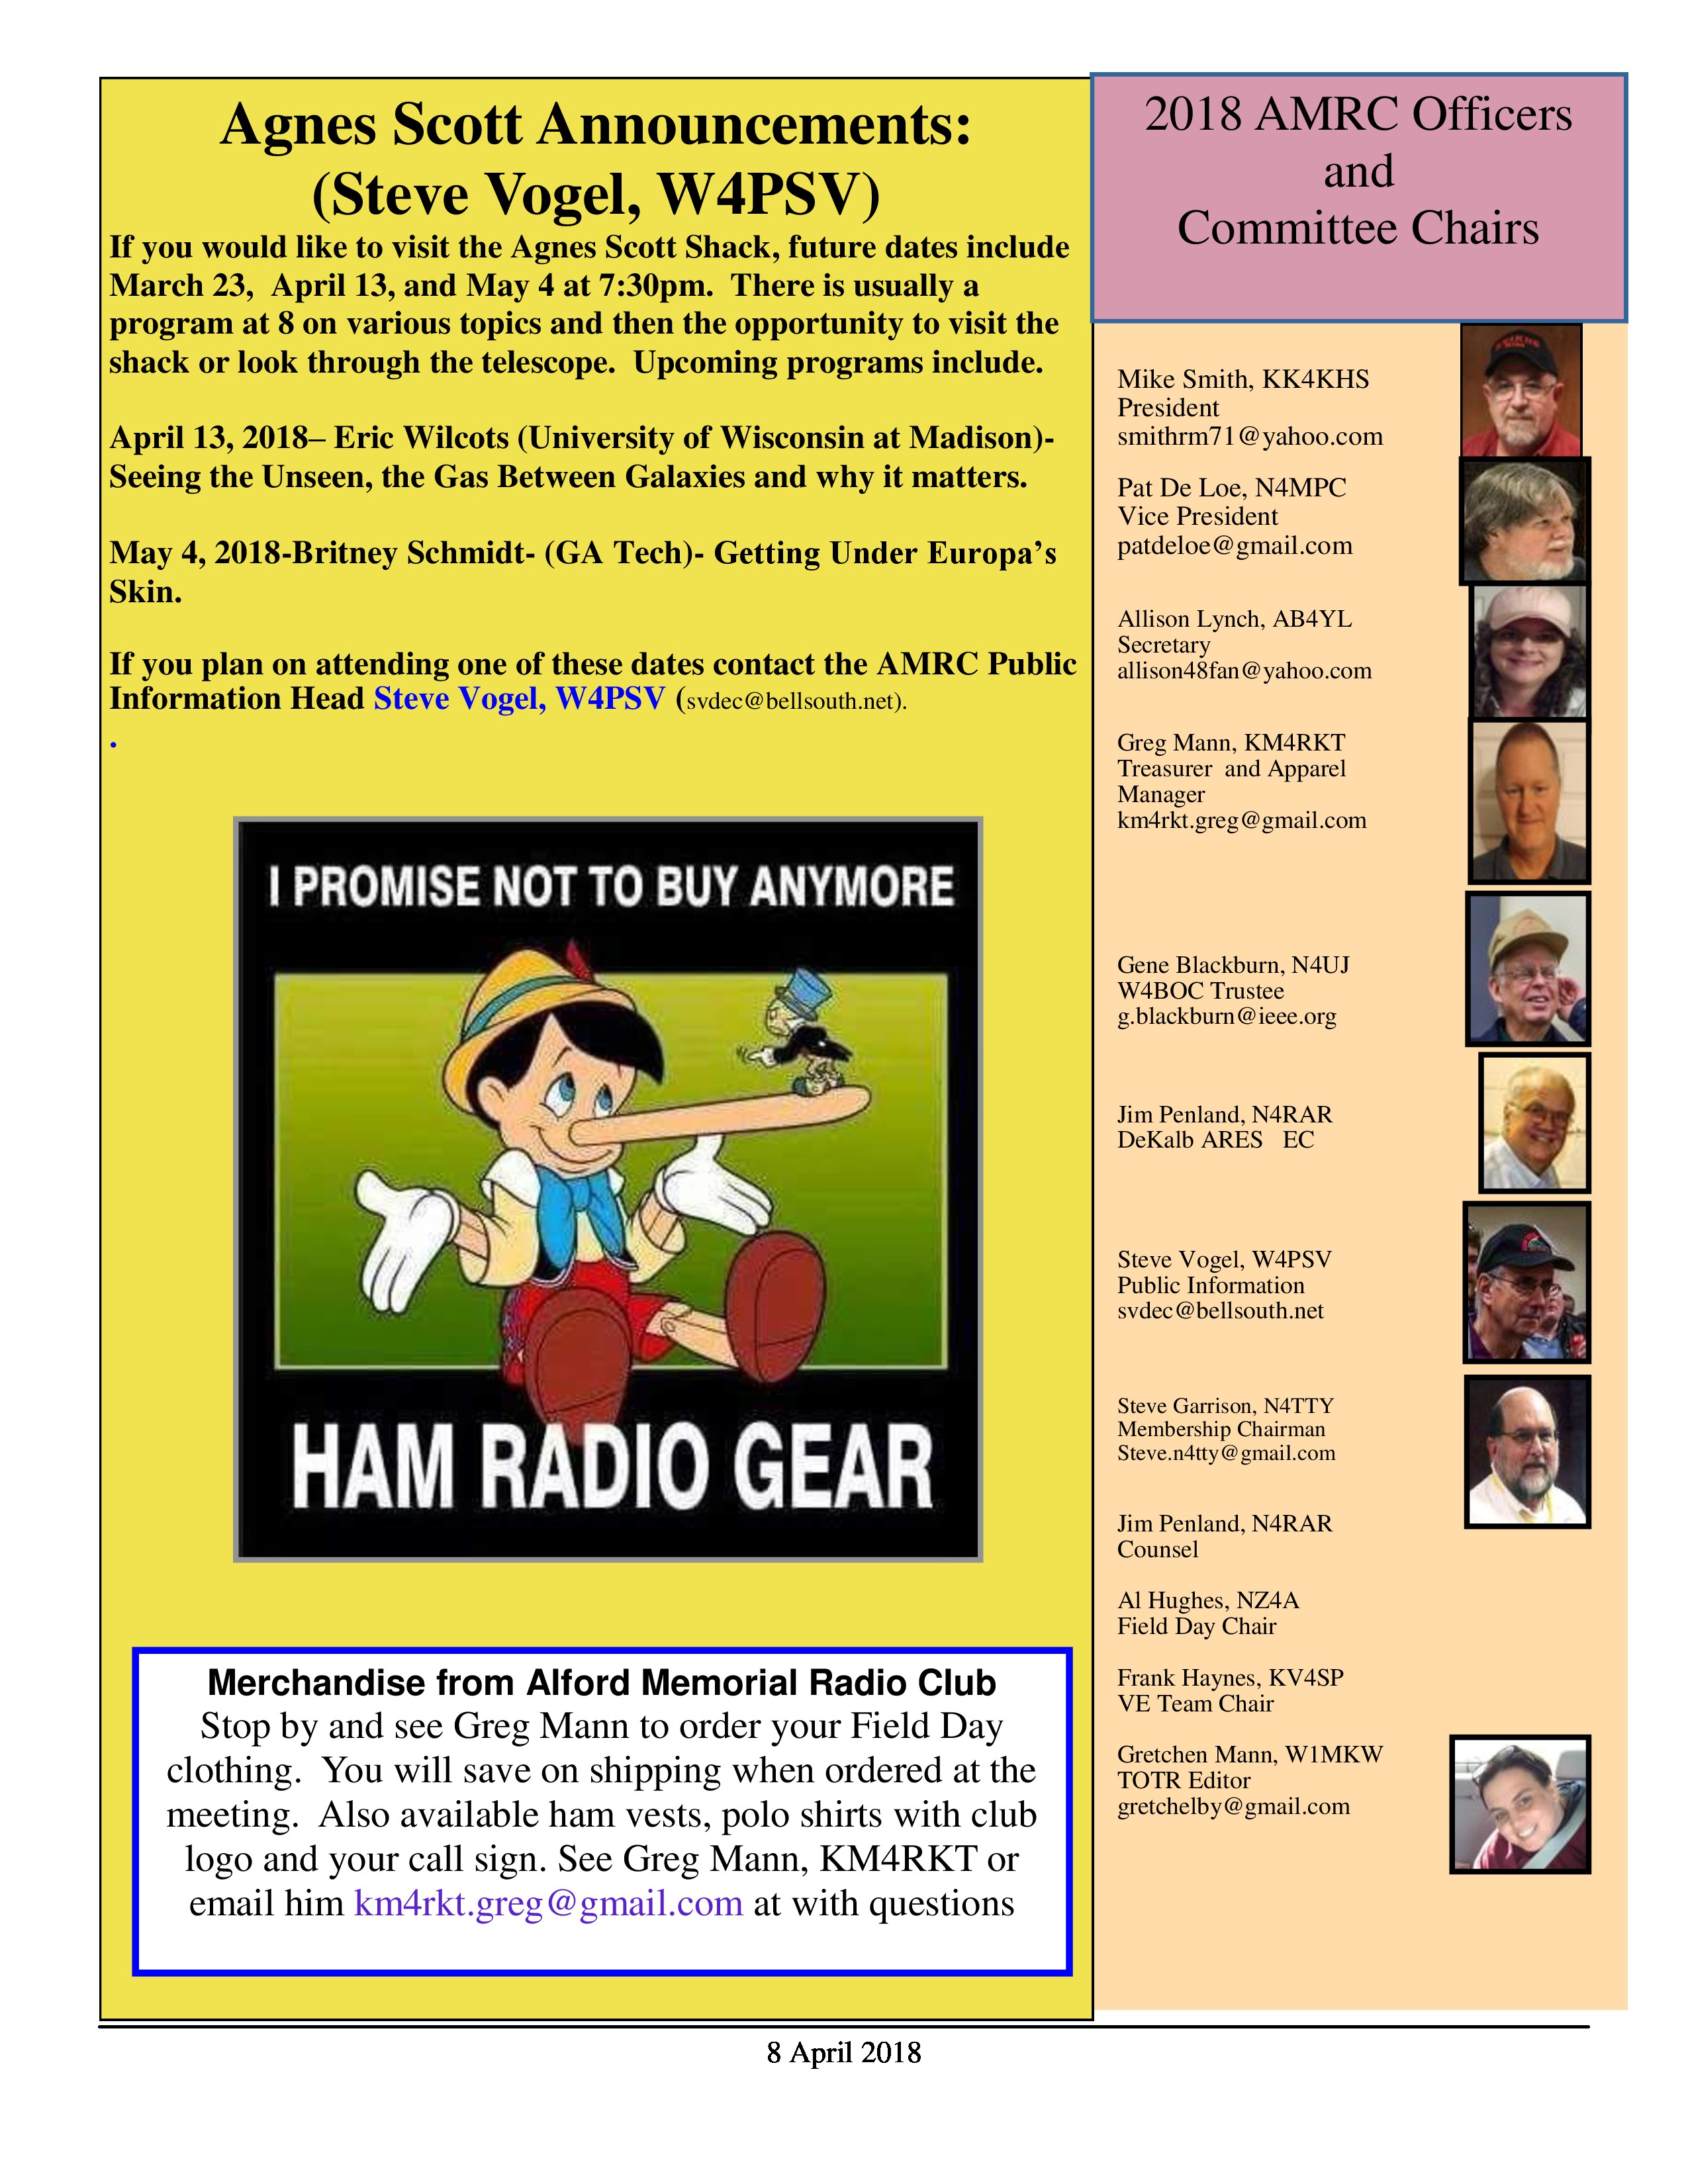 Agnes Scott Announcements:
(Steve Vogel, W4PSV)
If you would like to visit the Agnes Scott Shack, future dates include
March 23,  April 13, and May 4 at 7:30pm.  There is usually a
program at 8 on various topics and then the opportunity to visit the
shack or look through the telescope.  Upcoming programs include.
April 13, 2018– Eric Wilcots (University of Wisconsin at Madison)-
Seeing the Unseen, the Gas Between Galaxies and why it matters.
May 4, 2018-Britney Schmidt- (GA Tech)- Getting Under Europa’s
Skin.
If you plan on attending one of these dates contact the AMRC Public
Information Head Steve Vogel, W4PSV (svdec@bellsouth.net).
.
I PROMISE NOT TO BUY ANYMORE
HAM RADIO GEAR
Merchandise from Alford Memorial Radio Club
Stop by and see Greg Mann to order your Field Day
clothing.  You will save on shipping when ordered at the
meeting.  Also available ham vests, polo shirts with club
logo and your call sign. See Greg Mann, KM4RKT or
email him km4rkt.greg@gmail.com at with questions
2018 AMRC Officers
and
Committee Chairs
Mike Smith, KK4KHS
President
smithrm71@yahoo.com
Pat De Loe, N4MPC
Vice President
patdeloe@gmail.com
Allison Lynch, AB4YL
Secretary
allison48fan@yahoo.com
Greg Mann, KM4RKT
Treasurer  and Apparel
Manager
km4rkt.greg@gmail.com
Gene Blackburn, N4UJ
W4BOC Trustee
g.blackburn@ieee.org
Jim Penland, N4RAR
DeKalb ARES   EC
Steve Vogel, W4PSV
Public Information
svdec@bellsouth.net
Steve Garrison, N4TTY
Membership Chairman
Steve.n4tty@gmail.com
Jim Penland, N4RAR
Counsel
Al Hughes, NZ4A
Field Day Chair
Frank Haynes, KV4SP
VE Team Chair
Gretchen Mann, W1MKW
TOTR Editor
gretchelby@gmail.com
8 April 2018